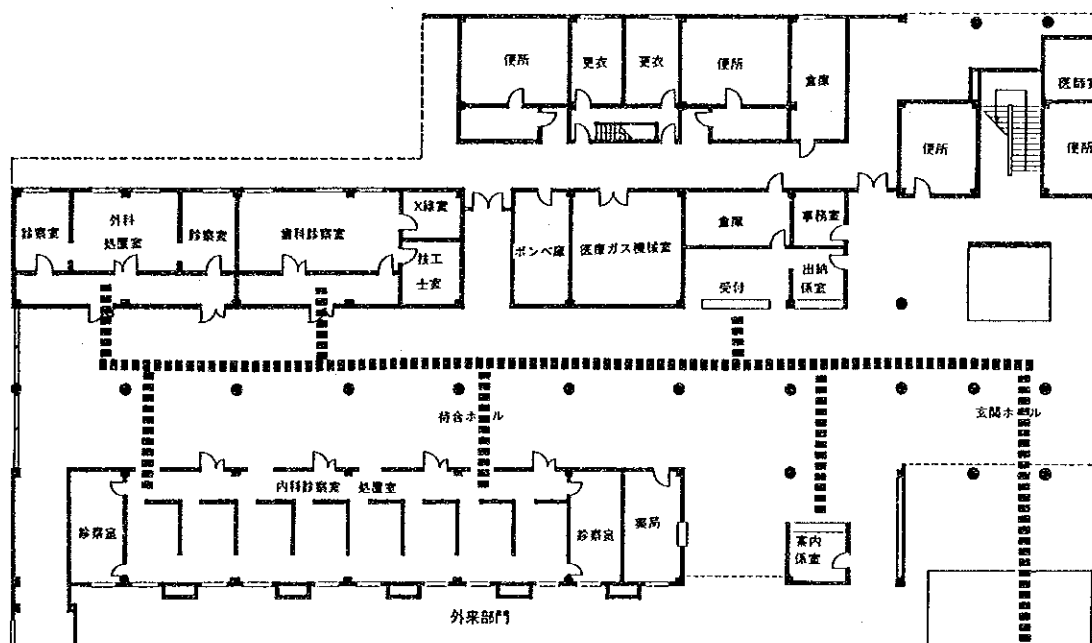 便所
更衣
更衣
便所
倉庫
医師室
便所
便所
診察室
外科
処置室
診察室
歯科診察室
X線室
技工
士室
ボンベ庫
医療ガス機械室
倉庫
事務室
受付
出納
係室
待合ホール
玄関ホール
診察室
内科診察室
処置室
診察室
薬局
案内
係室
外来部門